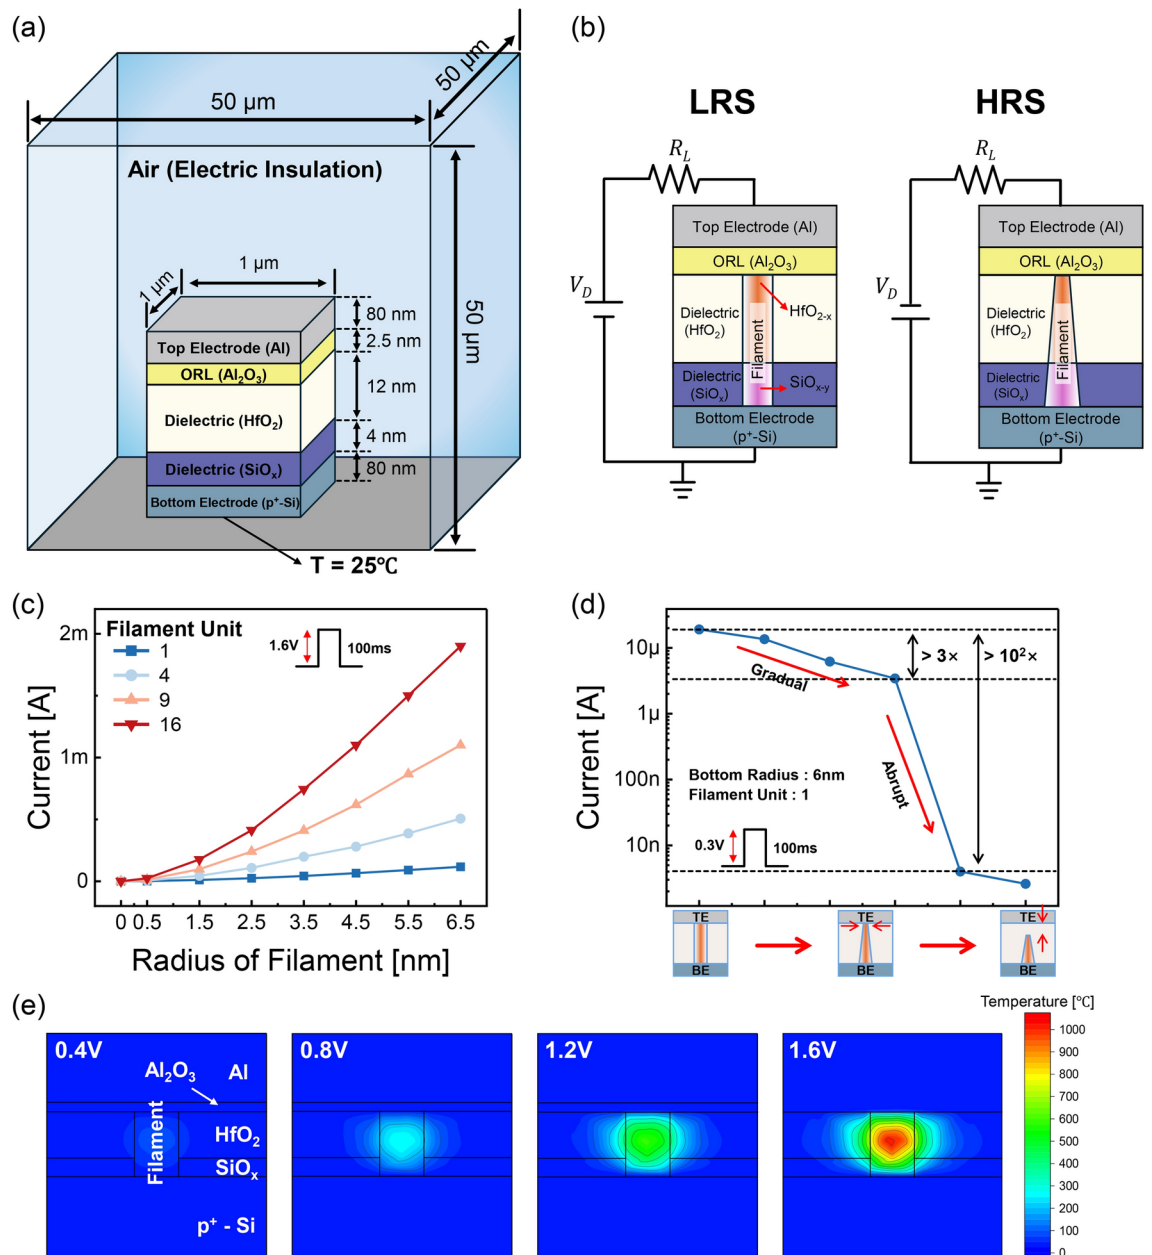 (a)
50 µm
50 µm
Air (Electric Insulation)
50 µm
1 µm
1 µm
80 nm
2.5 nm
12 nm
4 nm
80 nm
Top Electrode (Al)
ORL (Al₂O₃)
Dielectric (HfO₂)
Dielectric (SiOₓ)
Bottom Electrode (p⁺-Si)
T = 25℃
(b)
LRS
R_L
V_D
Top Electrode (Al)
ORL (Al₂O₃)
Dielectric
(HfO₂)
HfO₂₋ₓ
Filament
Dielectric
(SiOₓ)
SiOₓ₋ᵧ
Bottom Electrode
(p⁺-Si)
HRS
R_L
V_D
Top Electrode (Al)
ORL (Al₂O₃)
Dielectric
(HfO₂)
Filament
Dielectric
(SiOₓ)
Bottom Electrode
(p⁺-Si)
(c)
Filament Unit
1
4
9
16
1.6V
100ms
2m
1m
0
Current [A]
0 0.5 1.5 2.5 3.5 4.5 5.5 6.5
Radius of Filament [nm]
(d)
10µ
1µ
100n
10n
Current [A]
Gradual
Abrupt
> 3×
> 10²×
Bottom Radius : 6nm
Filament Unit : 1
0.3V
100ms
TE
BE
TE
BE
TE
BE
(e)
0.4V
Al₂O₃
Al
Filament
HfO₂
SiOₓ
p⁺ - Si
0.8V
1.2V
1.6V
Temperature [℃]
1000
900
800
700
600
500
400
300
200
100
0